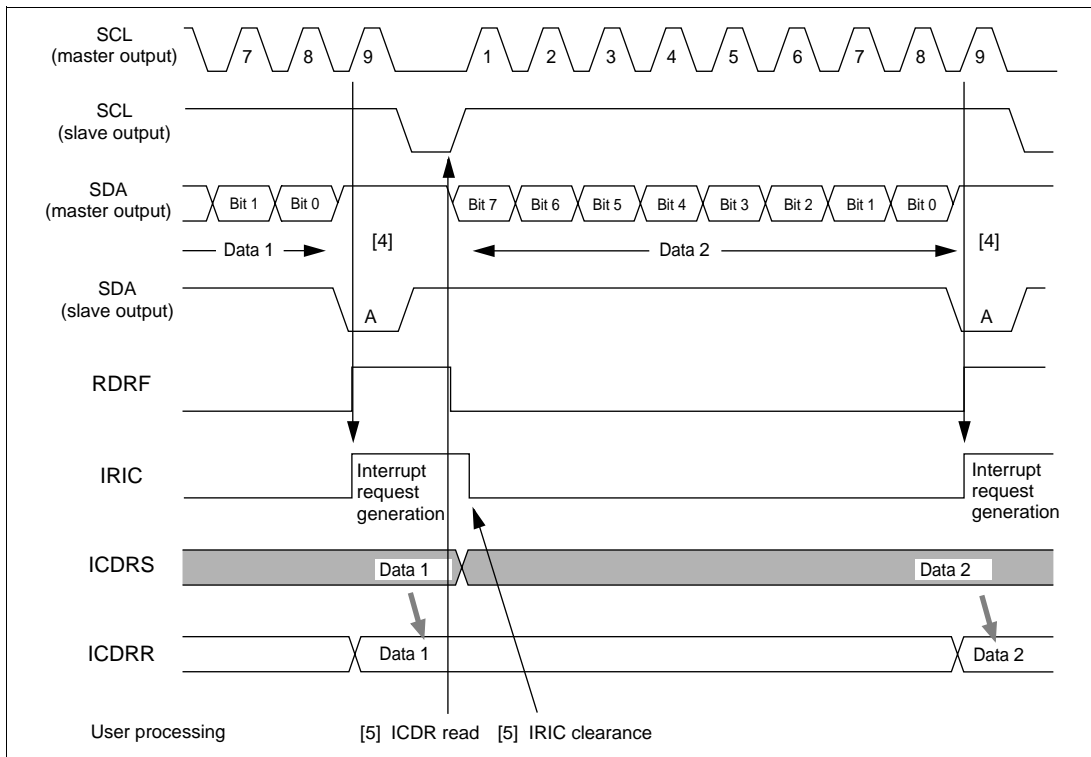 SCL
(master output)
7 8 9 1 2 3 4 5 6 7 8 9
SCL
(slave output)
SDA
(master output)
Bit 1 Bit 0 Bit 7 Bit 6 Bit 5 Bit 4 Bit 3 Bit 2 Bit 1 Bit 0
Data 1 [4] Data 2 [4]
SDA
(slave output)
A A
RDRF
IRIC
Interrupt
request
generation
Interrupt
request
generation
ICDRS
Data 1 Data 2
ICDRR
Data 1 Data 2
User processing [5] ICDR read [5] IRIC clearance